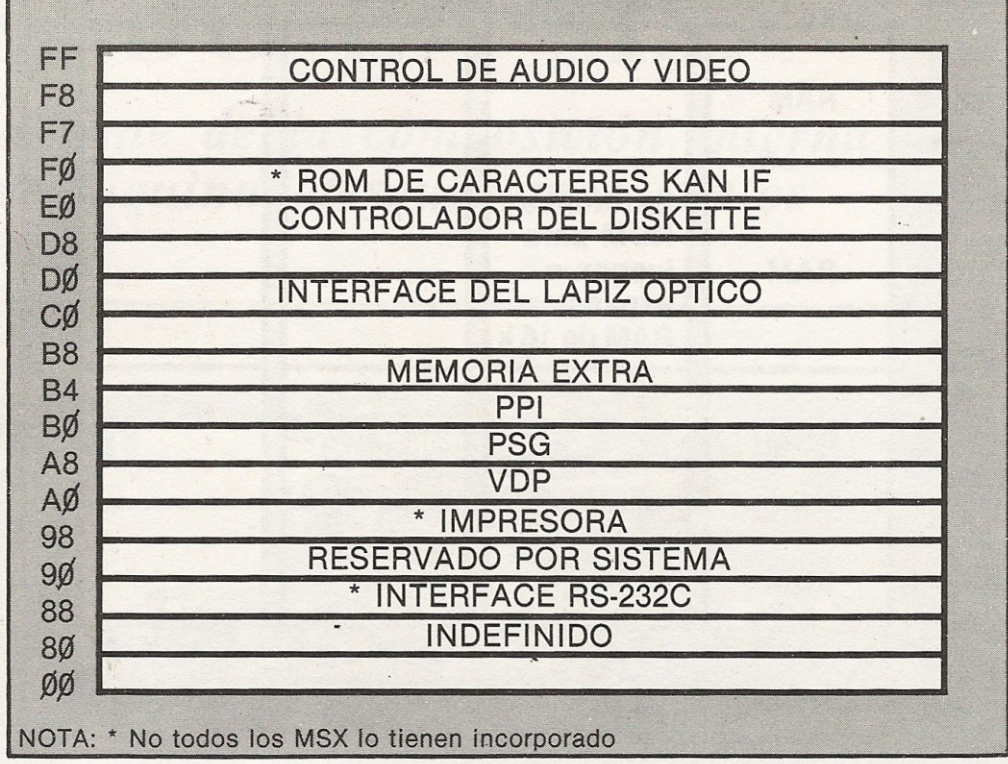 FF
CONTROL DE AUDIO Y VIDEO
F8
F7
FØ
* ROM DE CARACTERES KAN IF
EØ
CONTROLADOR DEL DISKETTE
D8
DØ
INTERFACE DEL LAPIZ OPTICO
CØ
B8
MEMORIA EXTRA
B4
PPI
BØ
PSG
A8
VDP
AØ
* IMPRESORA
98
RESERVADO POR SISTEMA
9Ø
* INTERFACE RS-232C
88
INDEFINIDO
8Ø
ØØ
NOTA: * No todos los MSX lo tienen incorporado